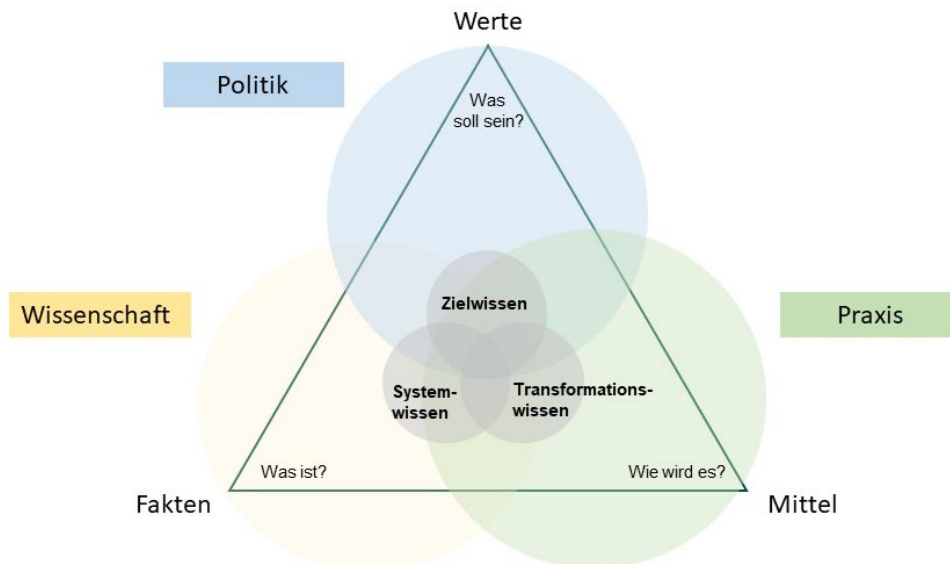 Werte
Politik
Was
soll sein?
Zielwissen
Wissenschaft
Praxis
System-
wissen
Transformations-
wissen
Was ist?
Wie wird es?
Fakten
Mittel